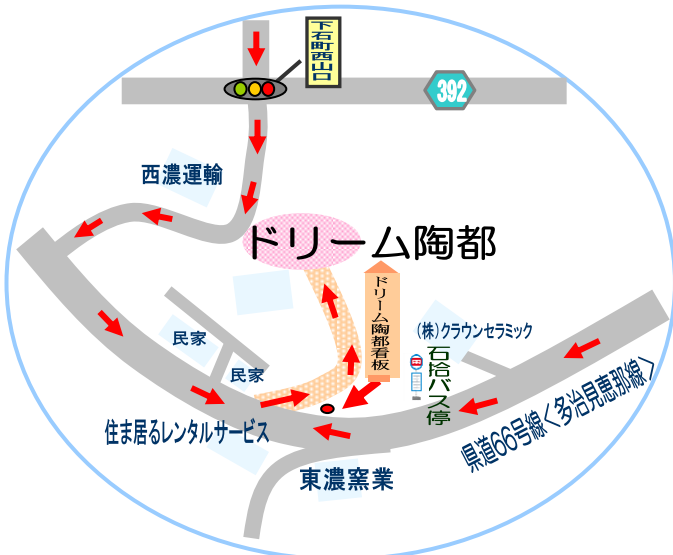 下石町西山口
392
西濃運輸
ドリーム陶都
ドリーム陶都看板
(株)クラウンセラミック
民家
石拾バス停
民家
県道66号線<多治見恵那線>
住ま居るレンタルサービス
東濃窯業